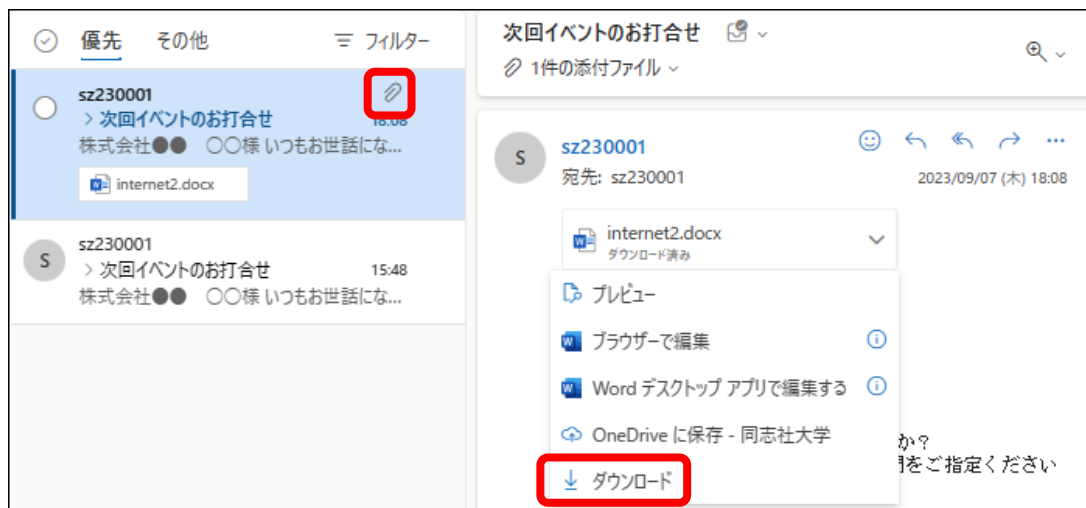 優先 その他 フィルター
sz230001
> 次回イベントのお打合せ 18:08
株式会社●● 〇〇様 いつもお世話にな...
internet2.docx
S
sz230001
> 次回イベントのお打合せ 15:48
株式会社●● 〇〇様 いつもお世話にな...
次回イベントのお打合せ
1件の添付ファイル
S
sz230001
宛先: sz230001 2023/09/07 (木) 18:08
internet2.docx
ダウンロード済み
プレビュー
ブラウザーで編集
Word デスクトップ アプリで編集する
OneDrive に保存 - 同志社大学
か?
をご指定ください
ダウンロード